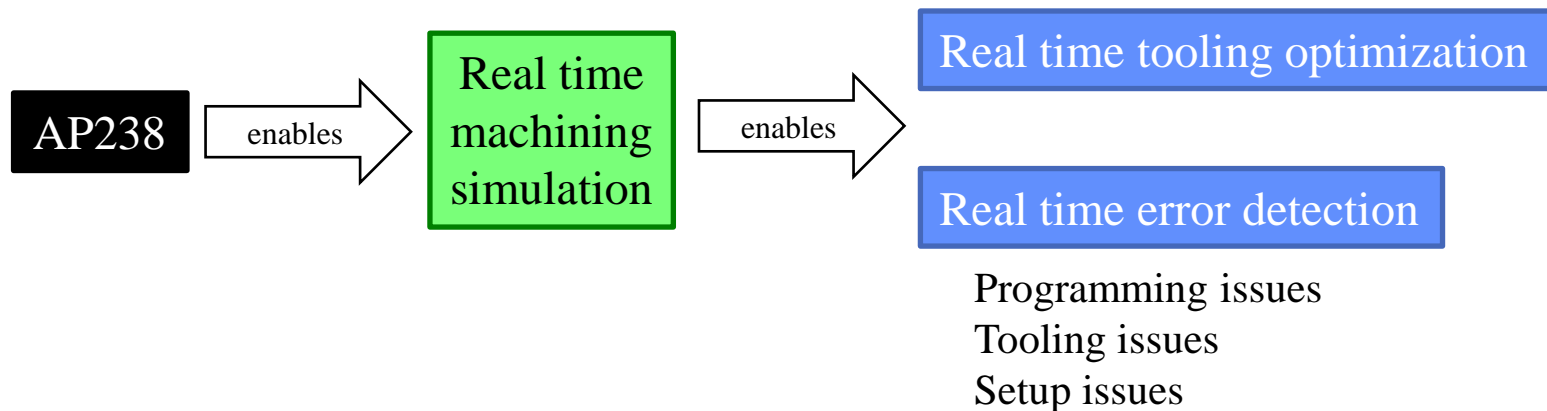 AP238
enables
Real time
machining
simulation
enables
Real time tooling optimization
Real time error detection
Programming issues
Tooling issues
Setup issues